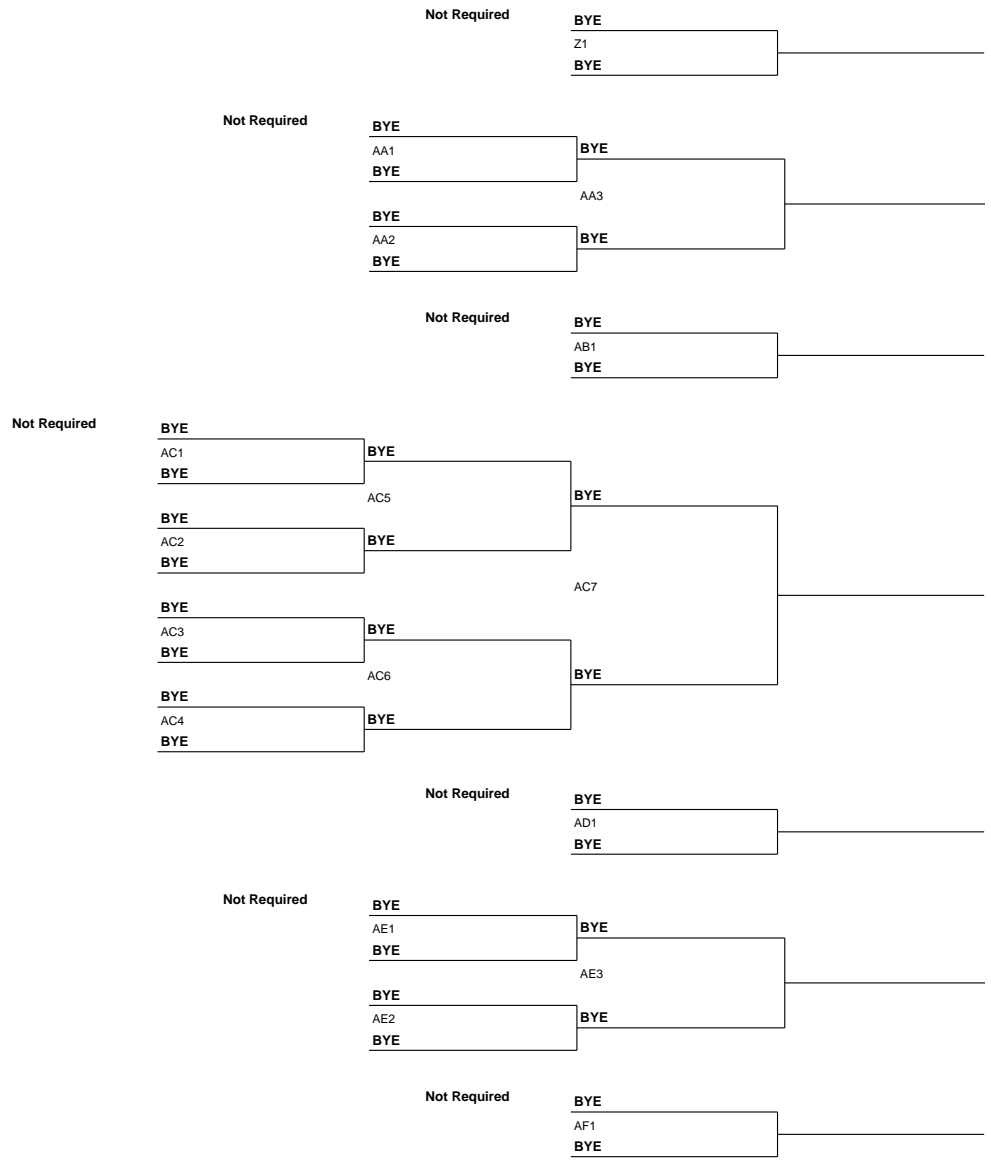 Not Required
BYE
Z1
BYE
Not Required
BYE
AA1
BYE
BYE
AA3
BYE
AA2
BYE
BYE
Not Required
BYE
AB1
BYE
Not Required
BYE
AC1
BYE
BYE
AC5
BYE
BYE
AC2
BYE
BYE
AC7
BYE
AC3
BYE
BYE
AC6
BYE
BYE
AC4
BYE
BYE
Not Required
BYE
AD1
BYE
Not Required
BYE
AE1
BYE
BYE
AE3
BYE
AE2
BYE
BYE
Not Required
BYE
AF1
BYE